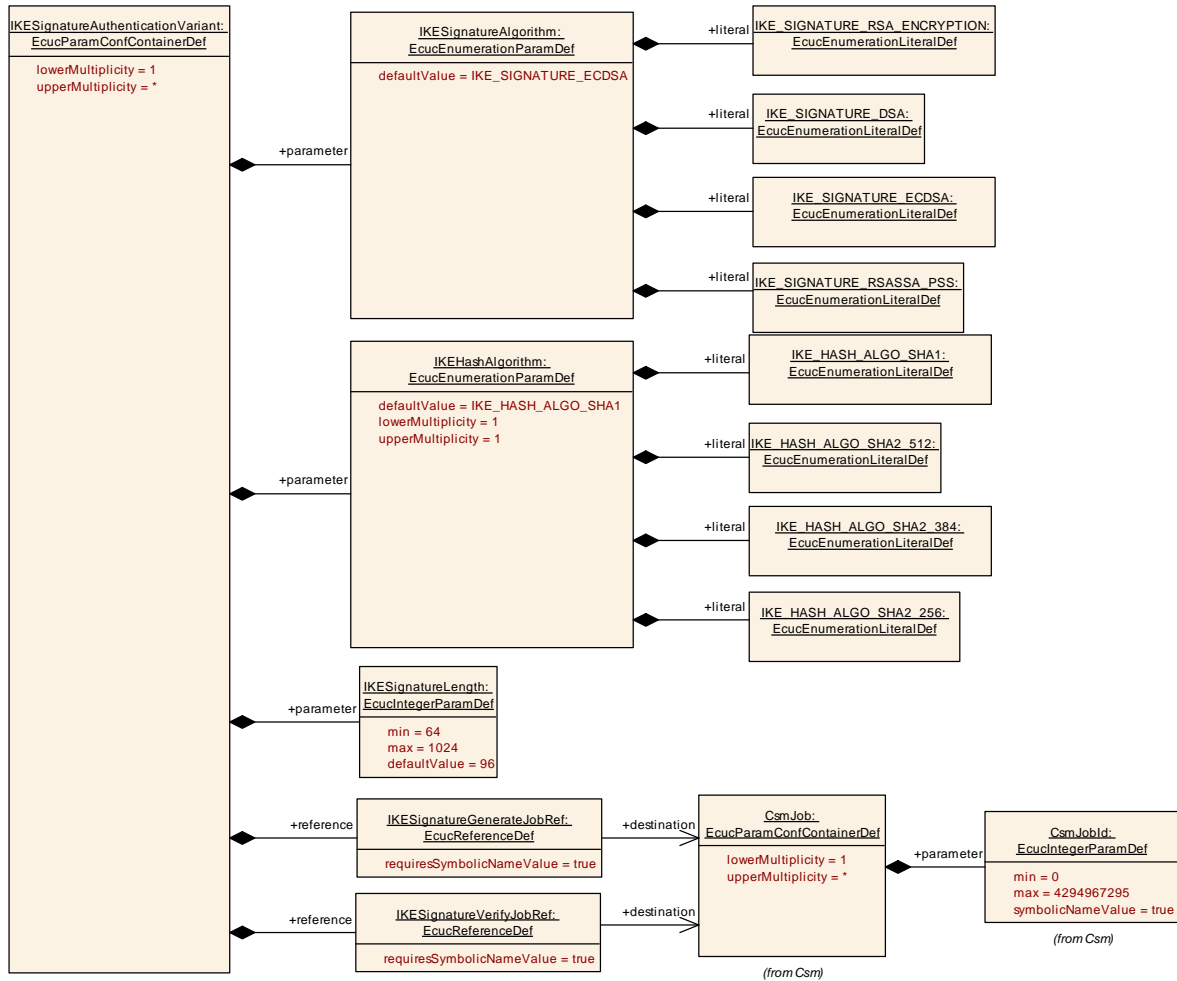 IKESignatureAuthenticationVariant:
EcucParamConfContainerDef
lowerMultiplicity = 1
upperMultiplicity = *
+parameter
IKESignatureAlgorithm:
EcucEnumerationParamDef
defaultValue = IKE_SIGNATURE_ECDSA
+literal
IKE_SIGNATURE_RSA_ENCRYPTION:
EcucEnumerationLiteralDef
+literal
IKE_SIGNATURE_DSA:
EcucEnumerationLiteralDef
+literal
IKE_SIGNATURE_ECDSA:
EcucEnumerationLiteralDef
+literal
IKE_SIGNATURE_RSASSA_PSS:
EcucEnumerationLiteralDef
+parameter
IKEHashAlgorithm:
EcucEnumerationParamDef
defaultValue = IKE_HASH_ALGO_SHA1
lowerMultiplicity = 1
upperMultiplicity = 1
+literal
IKE_HASH_ALGO_SHA1:
EcucEnumerationLiteralDef
+literal
IKE_HASH_ALGO_SHA2_512:
EcucEnumerationLiteralDef
+literal
IKE_HASH_ALGO_SHA2_384:
EcucEnumerationLiteralDef
+literal
IKE_HASH_ALGO_SHA2_256:
EcucEnumerationLiteralDef
+parameter
IKESignatureLength:
EcucIntegerParamDef
min = 64
max = 1024
defaultValue = 96
+reference
IKESignatureGenerateJobRef:
EcucReferenceDef
requiresSymbolicNameValue = true
+destination
+reference
IKESignatureVerifyJobRef:
EcucReferenceDef
requiresSymbolicNameValue = true
+destination
CsmJob:
EcucParamConfContainerDef
lowerMultiplicity = 1
upperMultiplicity = *
(from Csm)
+parameter
CsmJobId:
EcucIntegerParamDef
min = 0
max = 4294967295
symbolicNameValue = true
(from Csm)